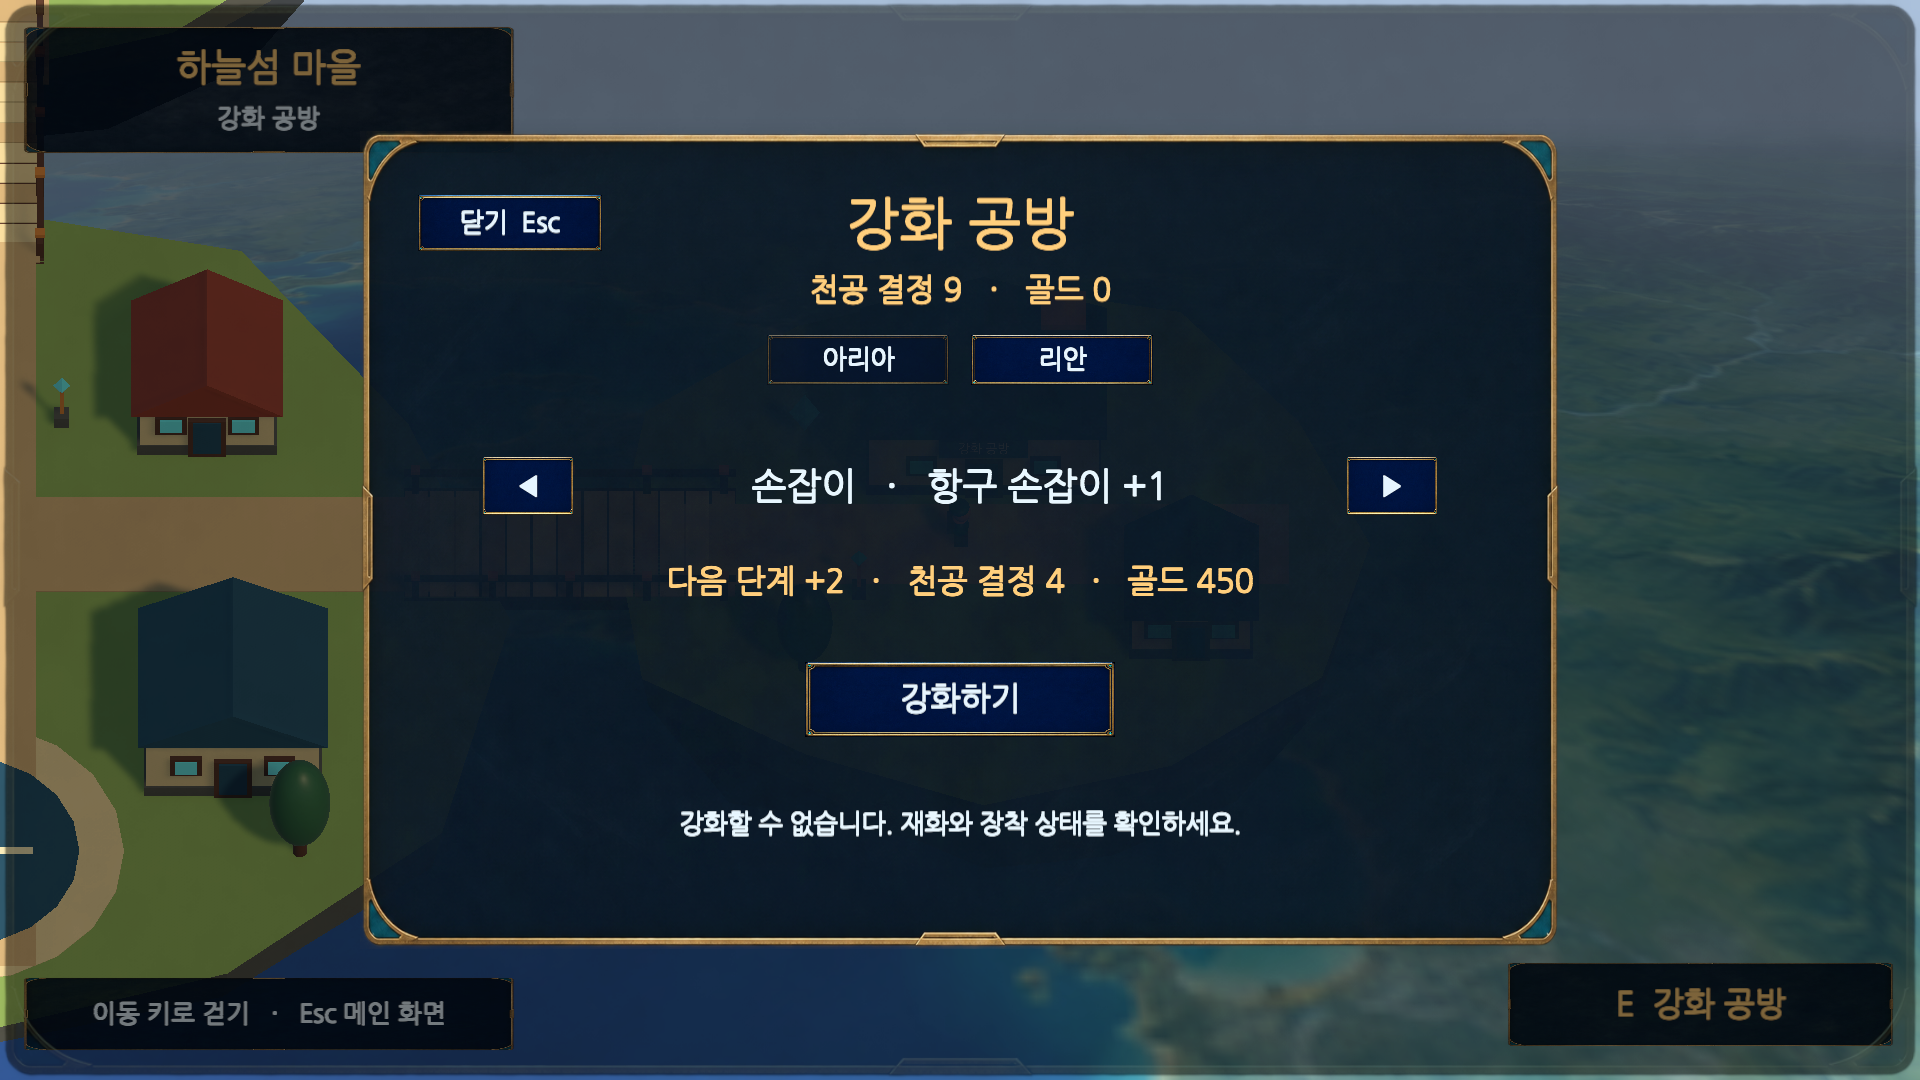 하늘섬 마을
강화 공방
닫기 Esc
강화 공방
천공 결정 9 · 골드 0
아리아
리안
강화 공방
◀ 손잡이 · 항구 손잡이 +1 ▶
다음 단계 +2 · 천공 결정 4 · 골드 450
강화하기
강화할 수 없습니다. 재화와 장착 상태를 확인하세요.
이동 키로 걷기 · Esc 메인 화면
E 강화 공방